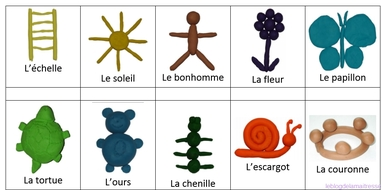 L'échelle
Le soleil
Le bonhomme
La fleur
Le papillon
La tortue
L'ours
La chenille
L'escargot
La couronne